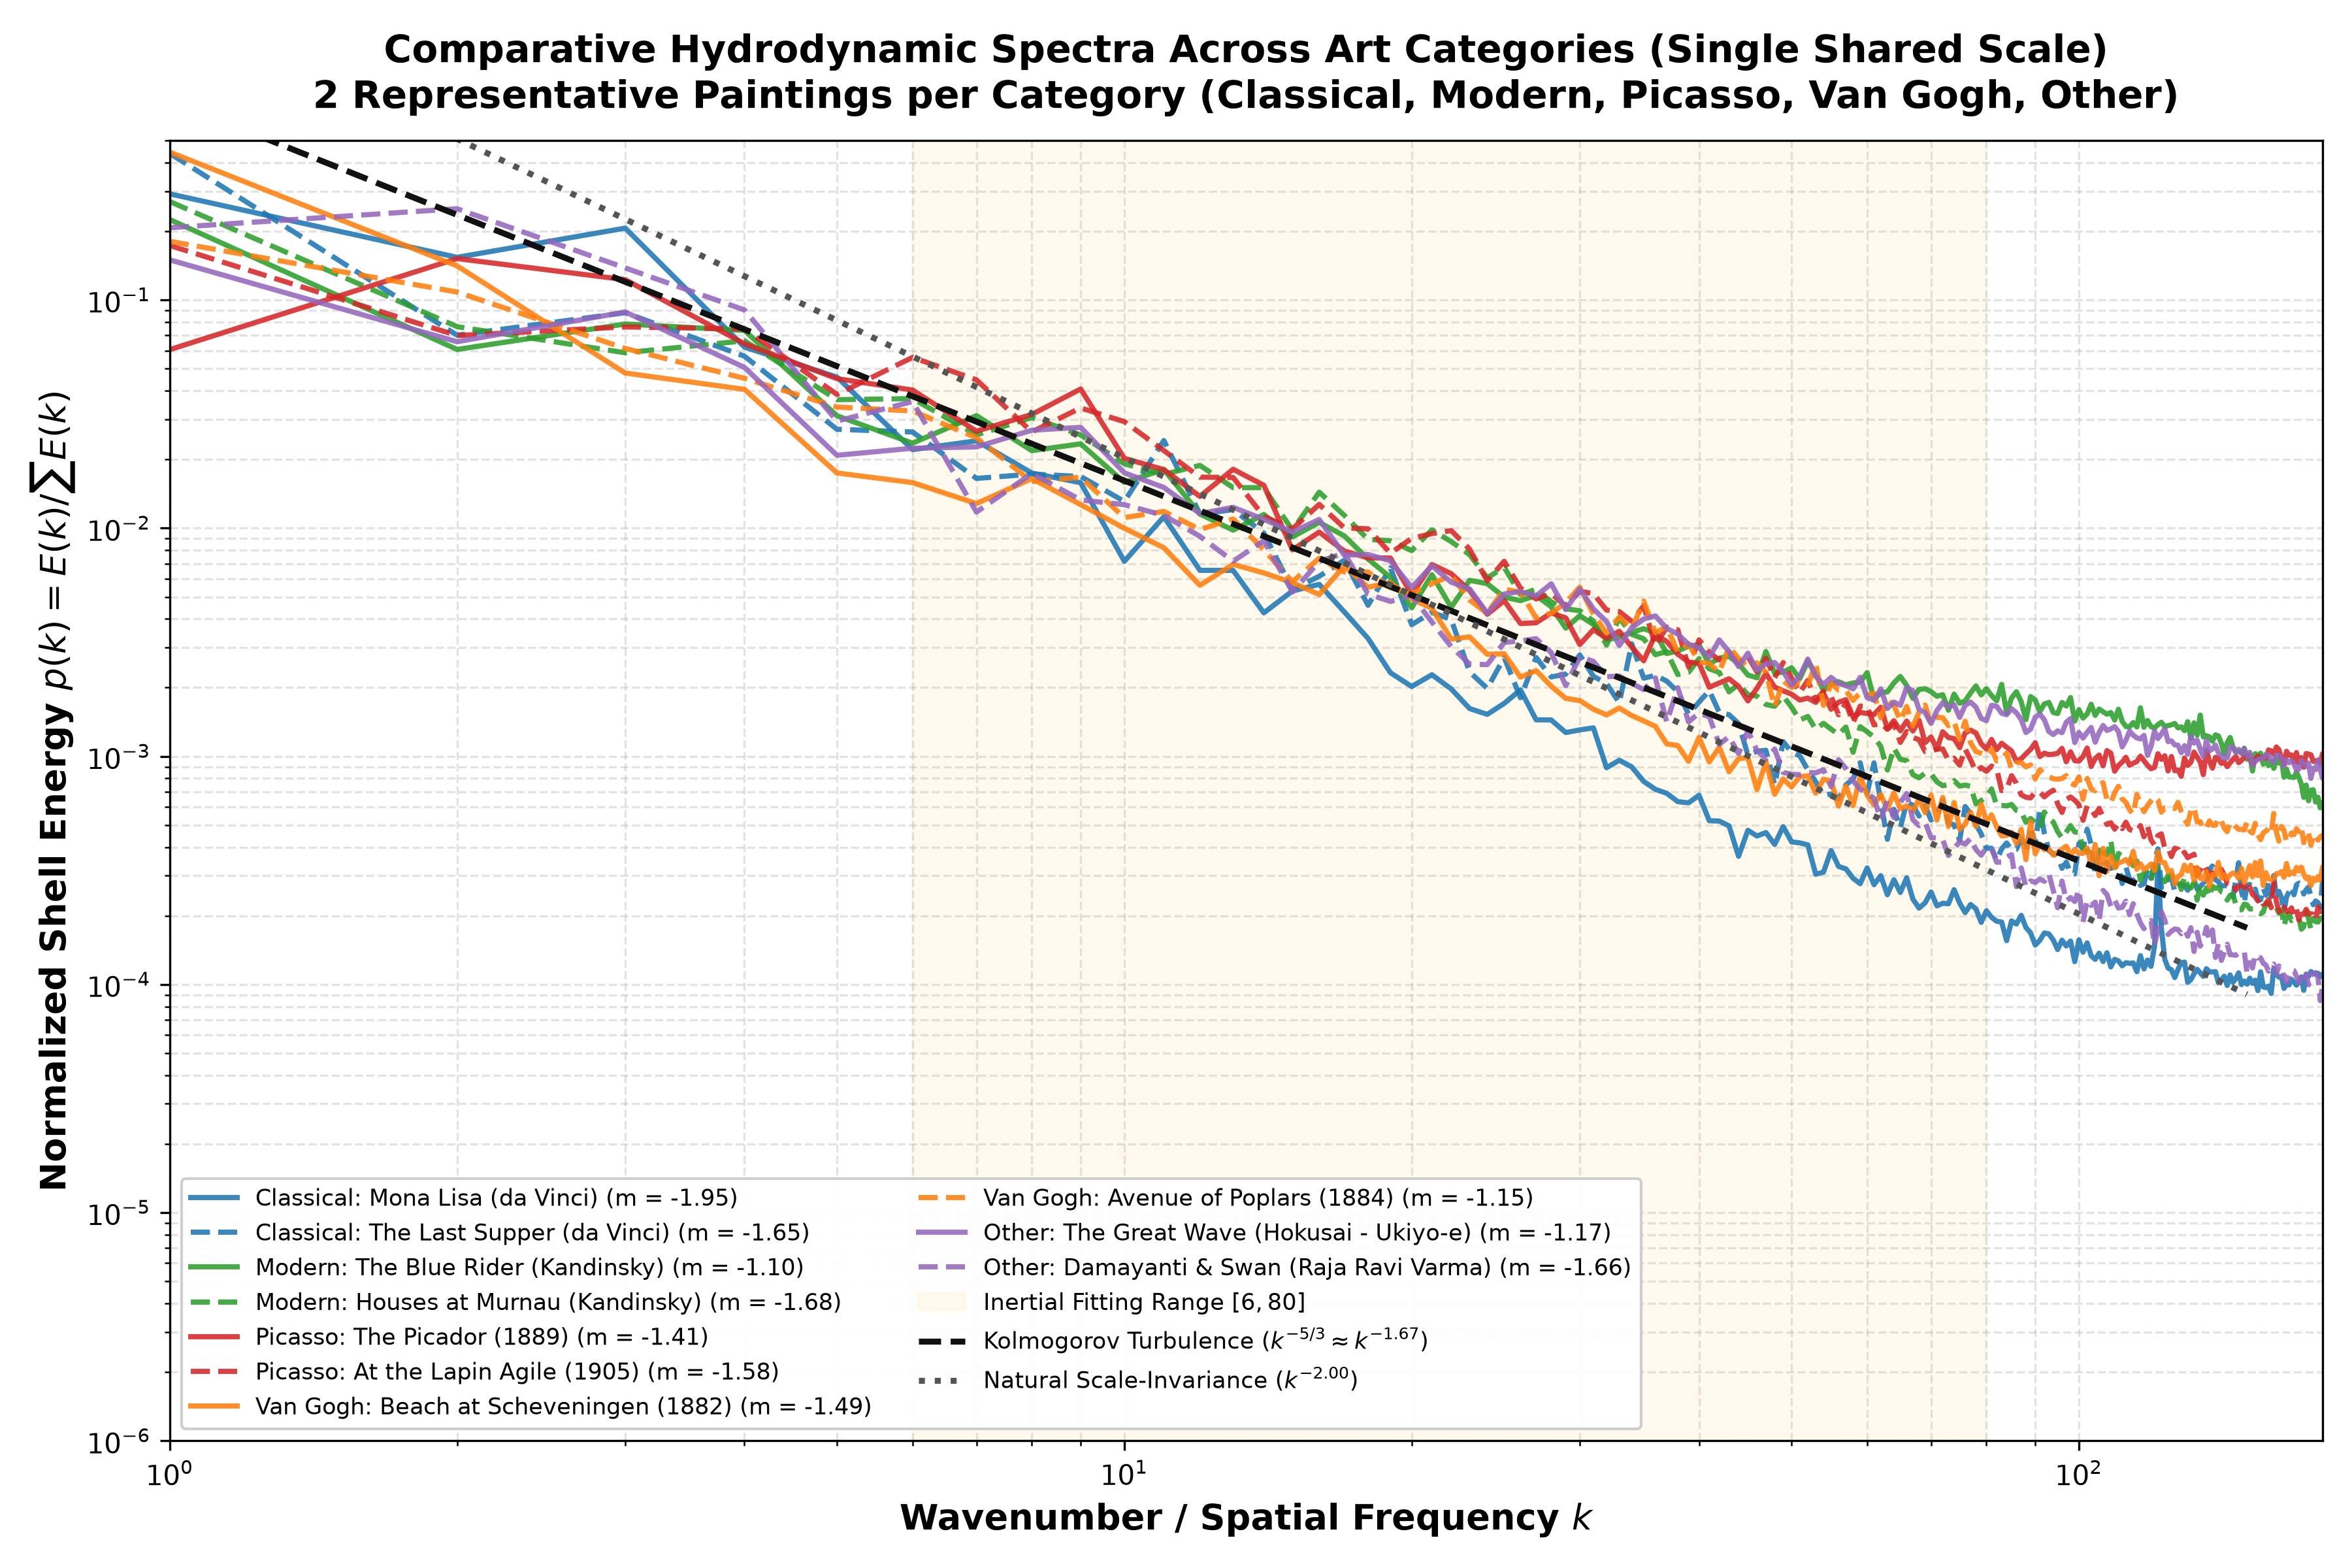 Comparative Hydrodynamic Spectra Across Art Categories (Single Shared Scale)
2 Representative Paintings per Category (Classical, Modern, Picasso, Van Gogh, Other)
Normalized Shell Energy p(k) = E(k)/∑E(k)
10⁻¹
10⁻²
10⁻³
10⁻⁴
10⁻⁵
10⁻⁶
Classical: Mona Lisa (da Vinci) (m = -1.95)
Classical: The Last Supper (da Vinci) (m = -1.65)
Modern: The Blue Rider (Kandinsky) (m = -1.10)
Modern: Houses at Murnau (Kandinsky) (m = -1.68)
Picasso: The Picador (1889) (m = -1.41)
Picasso: At the Lapin Agile (1905) (m = -1.58)
Van Gogh: Beach at Scheveningen (1882) (m = -1.49)
Van Gogh: Avenue of Poplars (1884) (m = -1.15)
Other: The Great Wave (Hokusai - Ukiyo-e) (m = -1.17)
Other: Damayanti & Swan (Raja Ravi Varma) (m = -1.66)
Inertial Fitting Range [6, 80]
Kolmogorov Turbulence (k⁻⁵ᐟ³ ≈ k⁻¹·⁶⁷)
Natural Scale-Invariance (k⁻²·⁰⁰)
10⁰
10¹
10²
Wavenumber / Spatial Frequency k